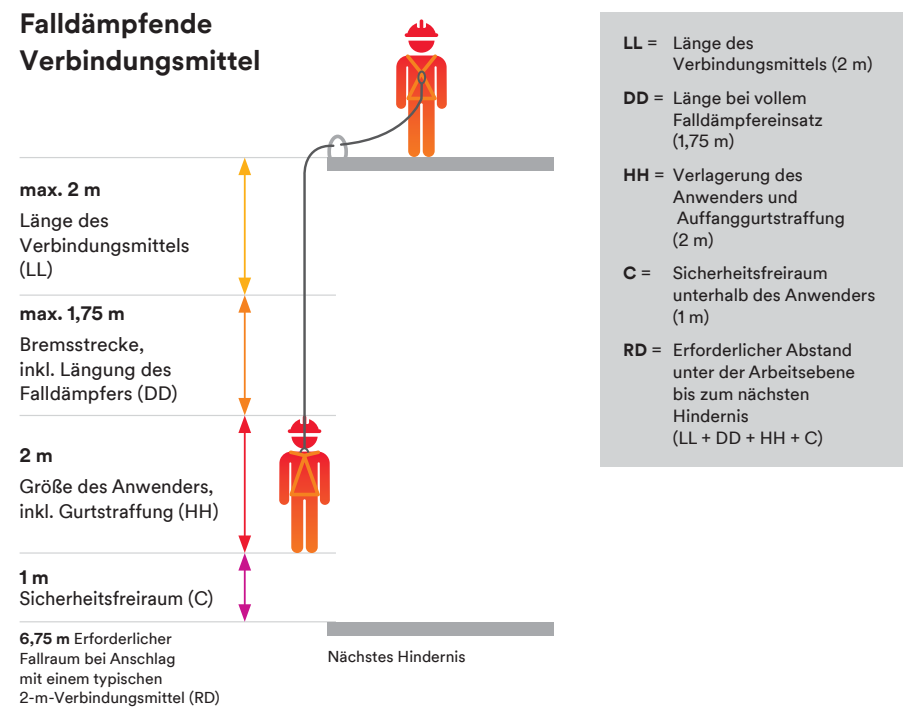 Falldämpfende
Verbindungsmittel
max. 2 m
Länge des
Verbindungsmittels
(LL)
max. 1,75 m
Bremsstrecke,
inkl. Längung des
Falldämpfers (DD)
2 m
Größe des Anwenders,
inkl. Gurtstraffung (HH)
1 m
Sicherheitsfreiraum (C)
6,75 m Erforderlicher
Fallraum bei Anschlag
mit einem typischen
2-m-Verbindungsmittel (RD)
Nächstes Hindernis
LL = Länge des
Verbindungsmittels (2 m)
DD = Länge bei vollem
Falldämpfereinsatz
(1,75 m)
HH = Verlagerung des
Anwenders und
Auffanggurtstraffung
(2 m)
C = Sicherheitsfreiraum
unterhalb des Anwenders
(1 m)
RD = Erforderlicher Abstand
unter der Arbeitsebene
bis zum nächsten
Hindernis
(LL + DD + HH + C)